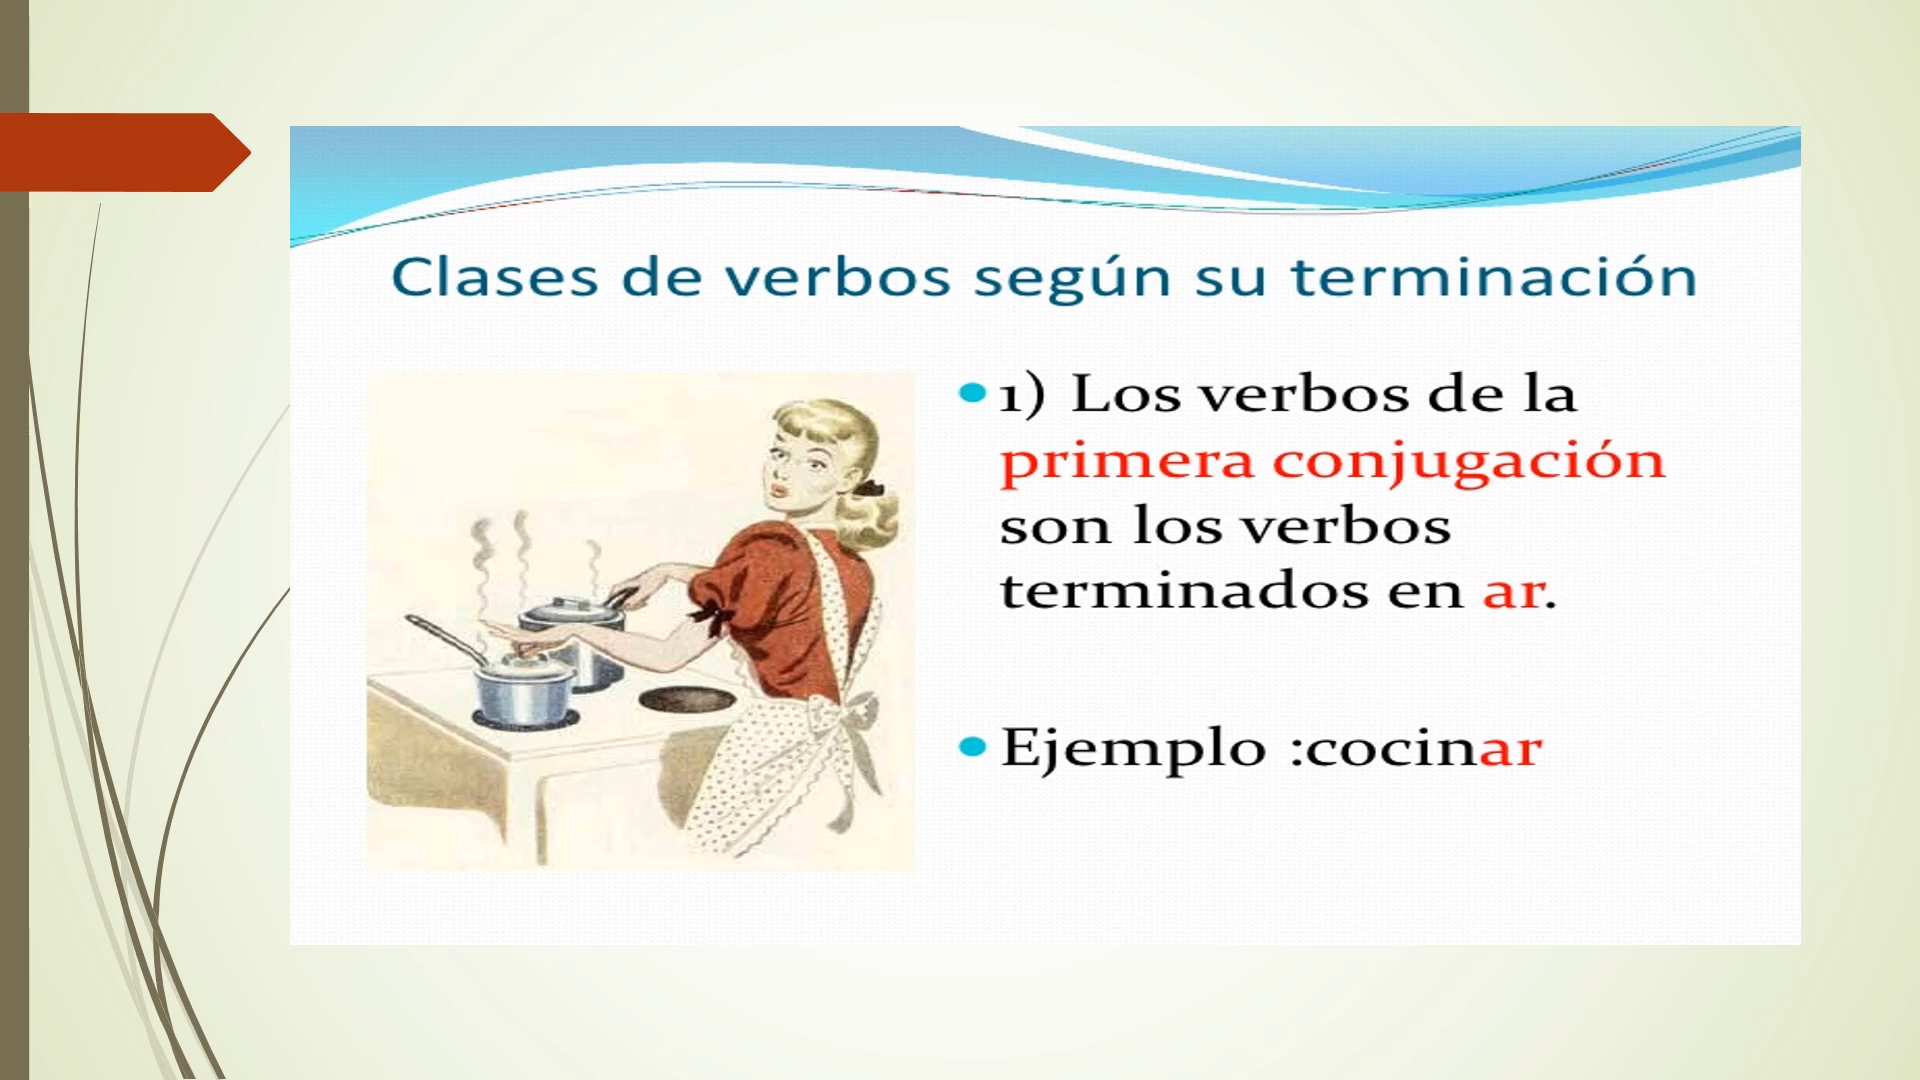 Clases de verbos según su terminación
1) Los verbos de la
primera conjugación
son los verbos
terminados en ar.
Ejemplo :cocinar